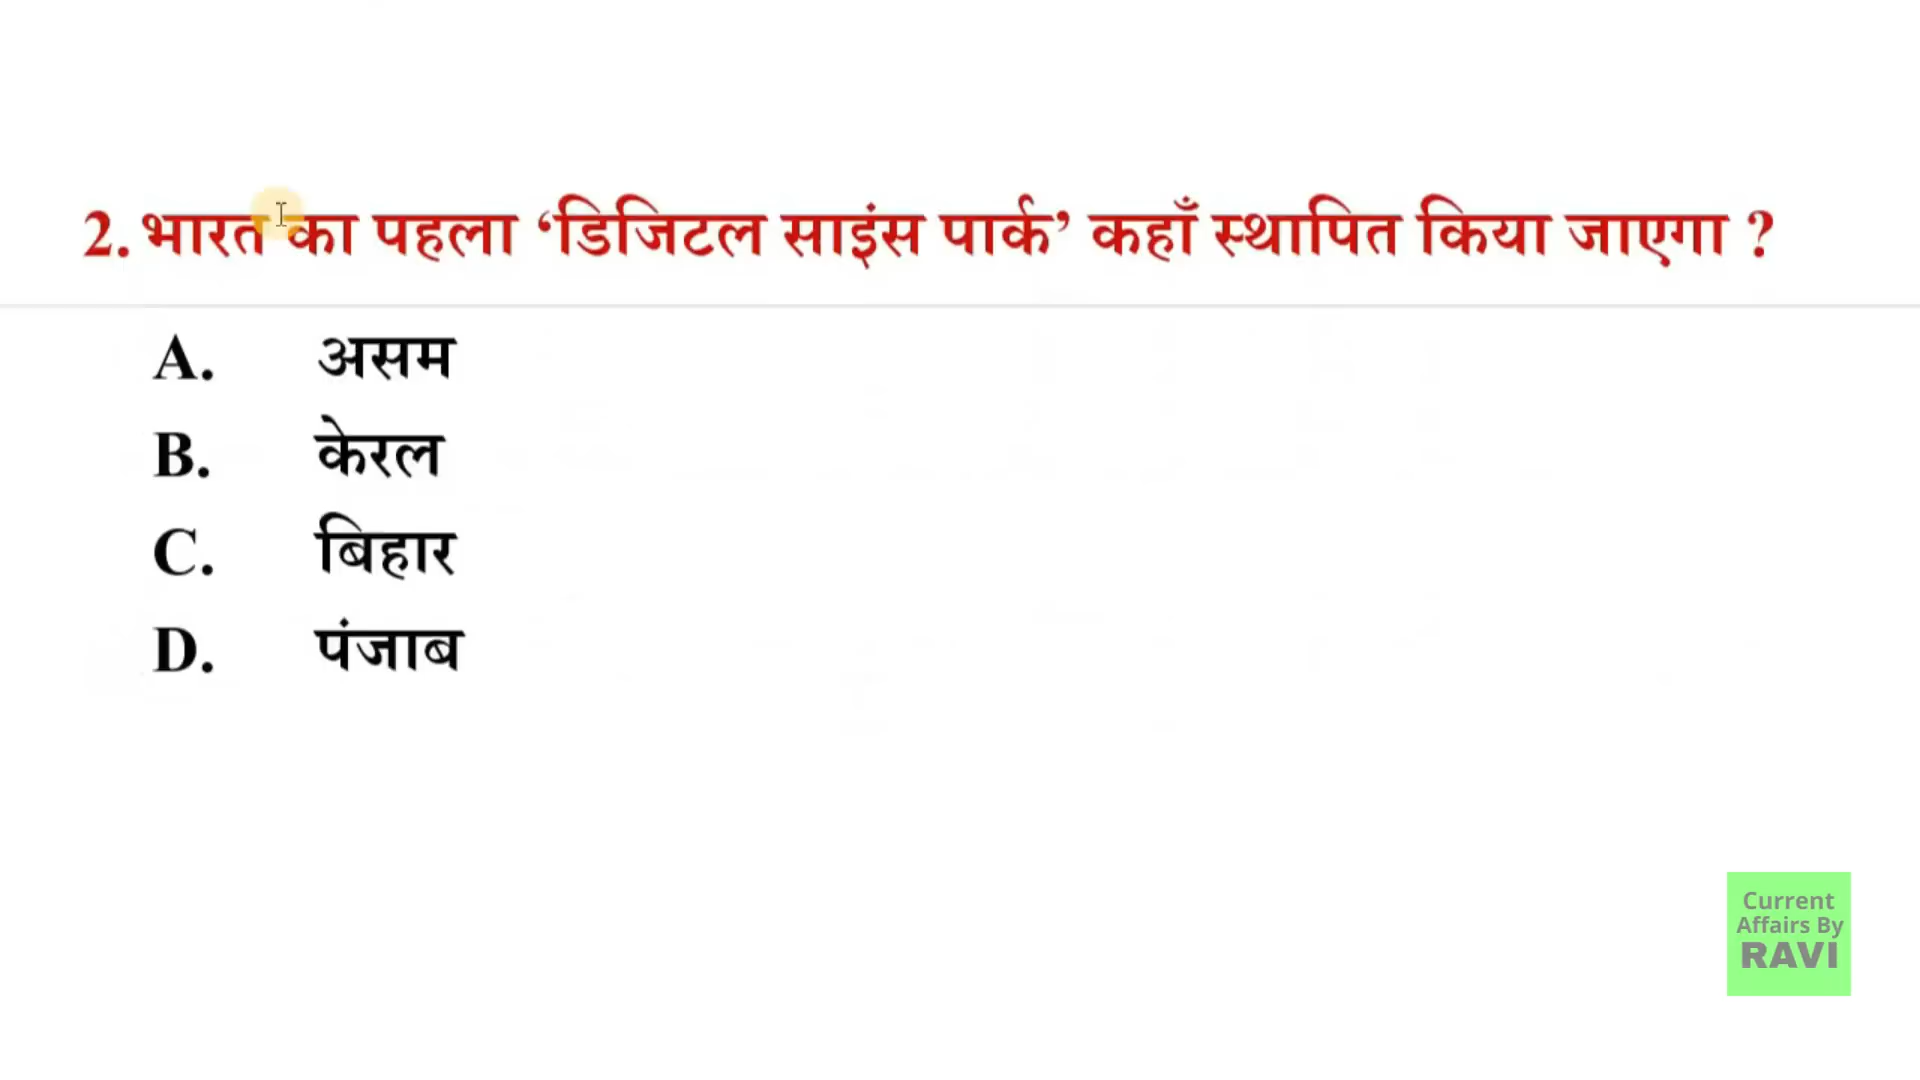 2. भारत का पहला ‘डिजिटल साइंस पार्क’ कहाँ स्थापित किया जाएगा ?
A. असम
B. केरल
C. बिहार
D. पंजाब
Current
Affairs By
RAVI